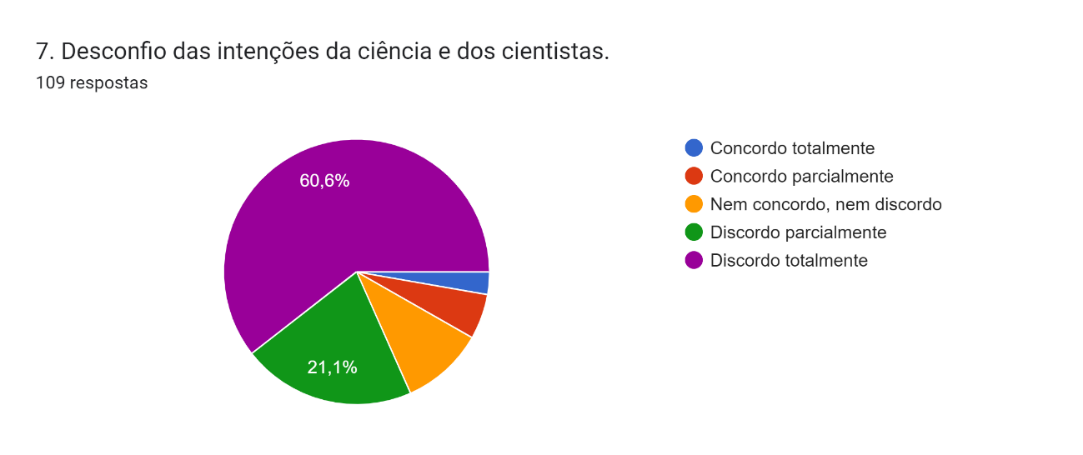 7. Desconfio das intenções da ciência e dos cientistas.
109 respostas
60,6%
21,1%
Concordo totalmente
Concordo parcialmente
Nem concordo, nem discordo
Discordo parcialmente
Discordo totalmente